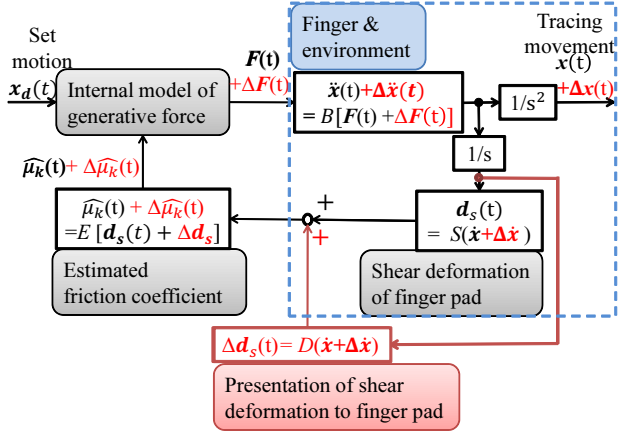 Set
motion
x_d(t)
Internal model of
generative force
F(t)
+ΔF(t)
Finger &
environment
ẍ(t)+Δẍ(t)
= B[F(t) +ΔF(t)]
1/s²
Tracing
movement
x(t)
+Δx(t)
1/s
d_s(t)
= S(ẋ+Δẋ )
Shear deformation
of finger pad
+
+
μ̂_k(t)+ Δμ̂_k(t)
μ̂_k(t) + Δμ̂_k(t)
=E [d_s(t) + Δd_s]
Estimated
friction coefficient
Δd_s(t)= D(ẋ+Δẋ)
Presentation of shear
deformation to finger pad